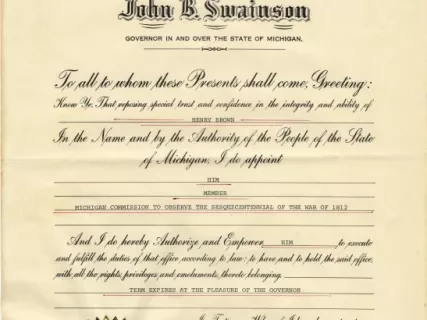 John B. Swainson
GOVERNOR IN AND OVER THE STATE OF MICHIGAN.
To all to whom these Presents shall come, Greeting:
Know Ye, That reposing special trust and confidence in the integrity and ability of
HENRY BROWN
In the Name and by the Authority of the People of the State
of Michigan, I do appoint
HIM
MEMBER
MICHIGAN COMMISSION TO OBSERVE THE SESQUICENTENNIAL OF THE WAR OF 1812
And I do hereby Authorize and Empower HIM to execute
and fulfill the duties of that office according to law: to have and to hold the said office,
with all the rights, privileges and emoluments, thereto belonging
TERM EXPIRES AT THE PLEASURE OF THE GOVERNOR